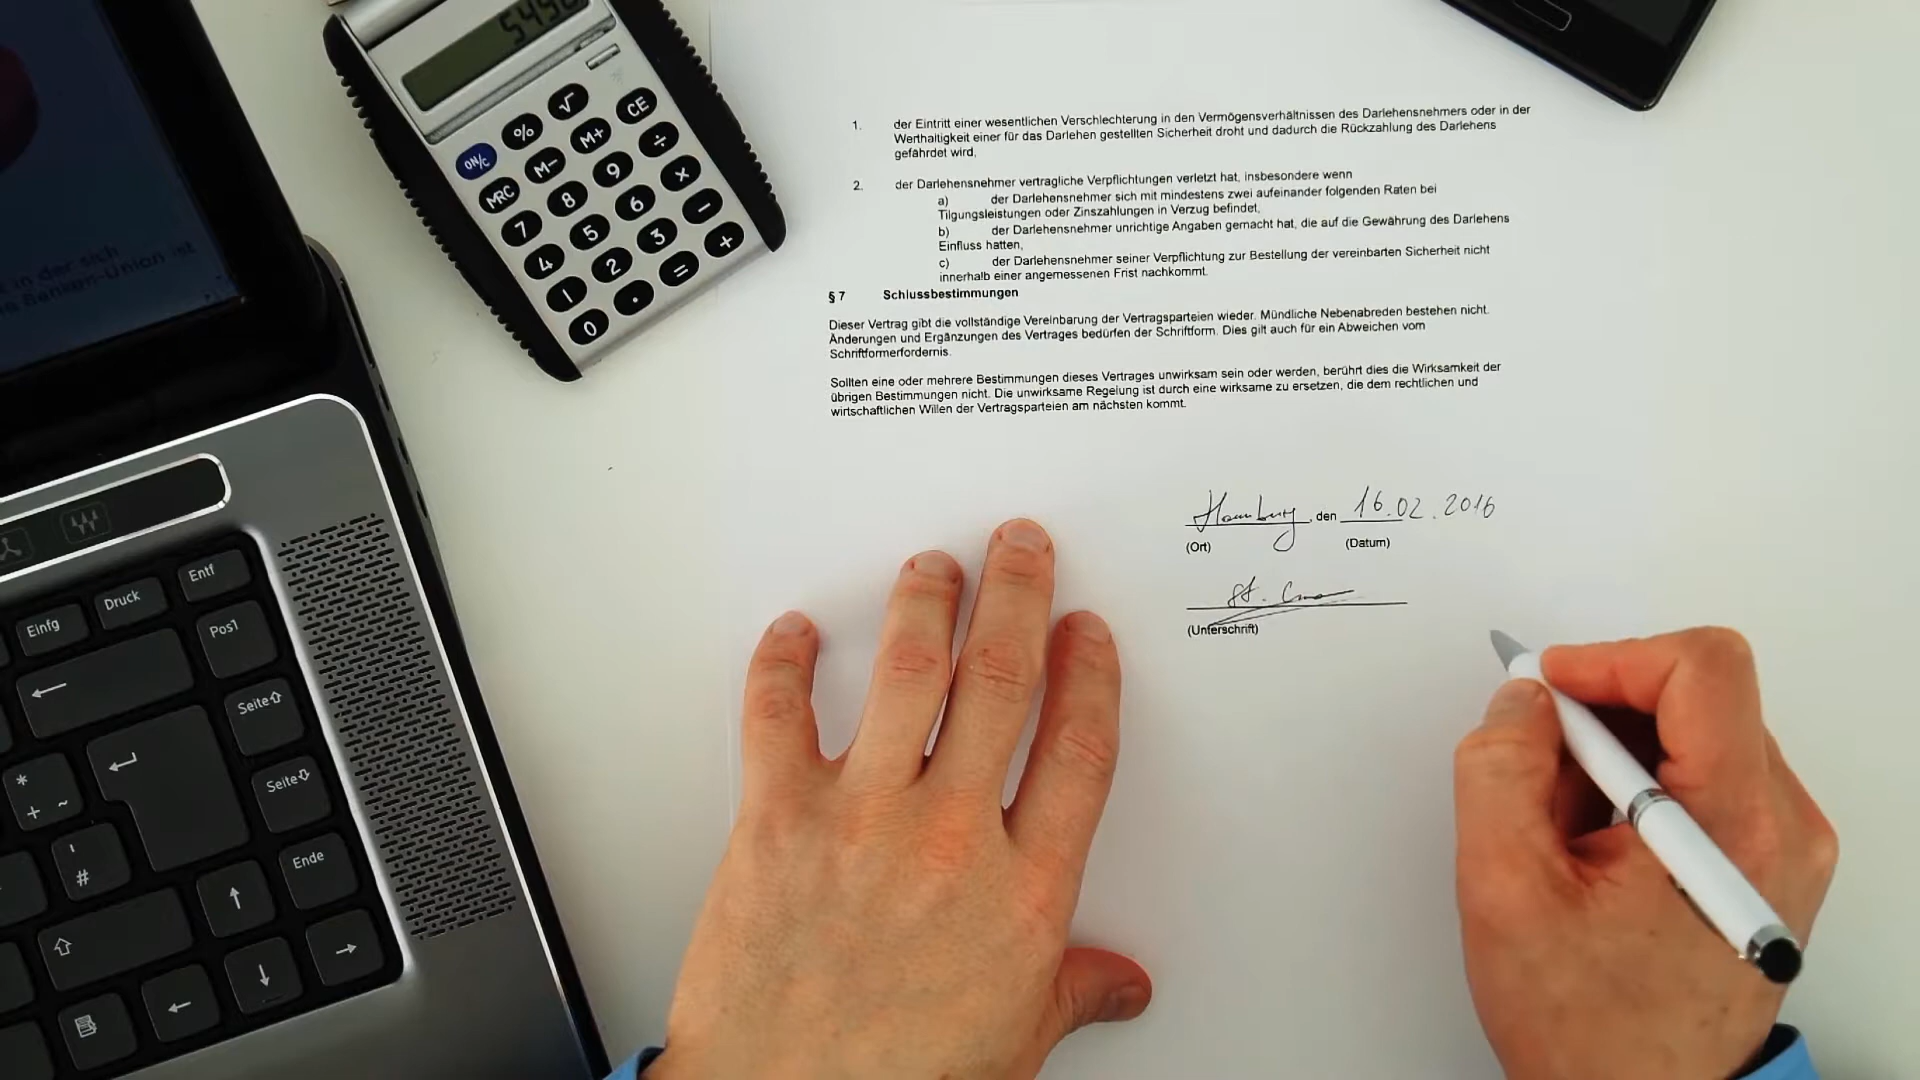 t in der sich
Banken-Union ist
545
ON/C % √ CE
MRC M- M+ ÷
7 8 9 ×
4 5 6 −
1 2 3 +
0 . =
Einfg Druck Entf
Pos1
←
Seite⇧
* + ~
↵
Seite⇩
' #
Ende
↑
⇧
← ↓ →
1. der Eintritt einer wesentlichen Verschlechterung in den Vermögensverhältnissen des Darlehensnehmers oder in der
Werthaltigkeit einer für das Darlehen gestellten Sicherheit droht und dadurch die Rückzahlung des Darlehens
gefährdet wird,
2. der Darlehensnehmer vertragliche Verpflichtungen verletzt hat, insbesondere wenn
a) der Darlehensnehmer sich mit mindestens zwei aufeinander folgenden Raten bei
Tilgungsleistungen oder Zinszahlungen in Verzug befindet,
b) der Darlehensnehmer unrichtige Angaben gemacht hat, die auf die Gewährung des Darlehens
Einfluss hatten,
c) der Darlehensnehmer seiner Verpflichtung zur Bestellung der vereinbarten Sicherheit nicht
innerhalb einer angemessenen Frist nachkommt.
§ 7 Schlussbestimmungen
Dieser Vertrag gibt die vollständige Vereinbarung der Vertragsparteien wieder. Mündliche Nebenabreden bestehen nicht.
Änderungen und Ergänzungen des Vertrages bedürfen der Schriftform. Dies gilt auch für ein Abweichen vom
Schriftformerfordernis.
Sollten eine oder mehrere Bestimmungen dieses Vertrages unwirksam sein oder werden, berührt dies die Wirksamkeit der
übrigen Bestimmungen nicht. Die unwirksame Regelung ist durch eine wirksame zu ersetzen, die dem rechtlichen und
wirtschaftlichen Willen der Vertragsparteien am nächsten kommt.
Hamburg, den 16.02.2016
(Ort) (Datum)
(Unterschrift)